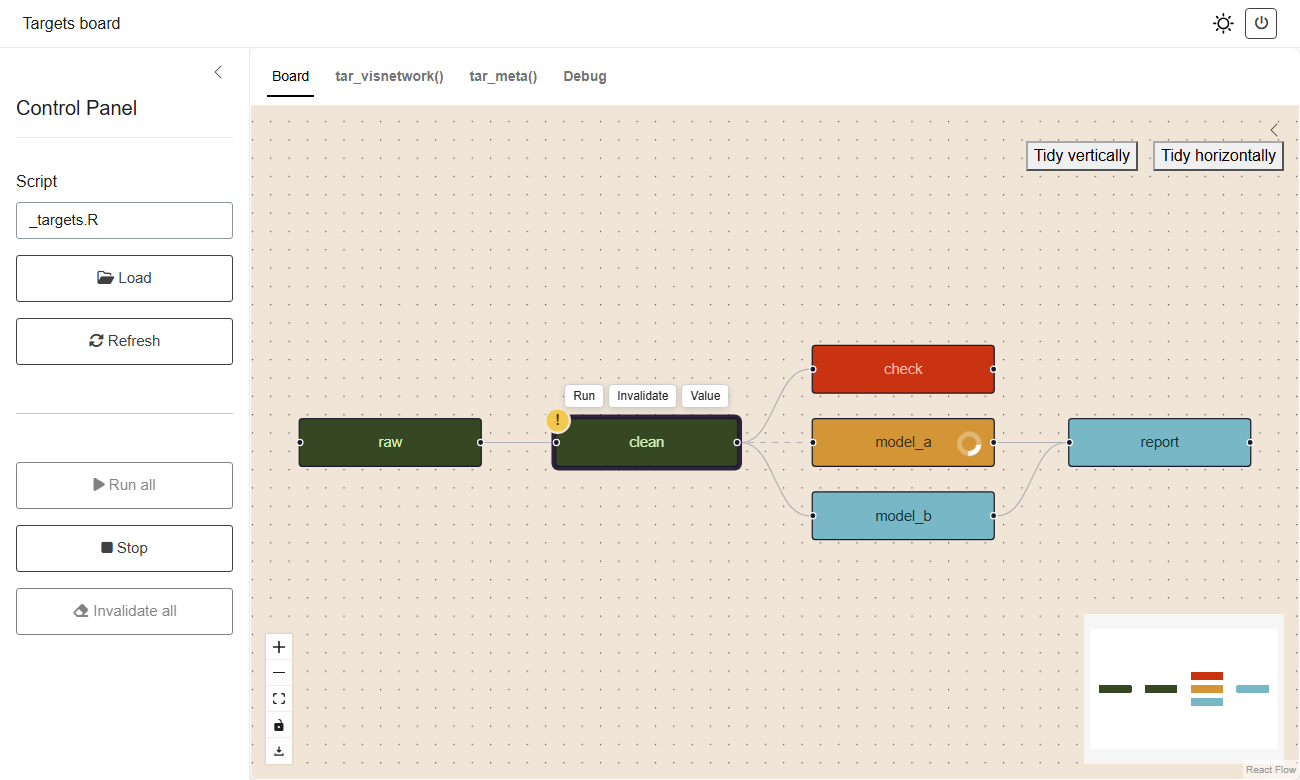 Targets board
Control Panel
Script
_targets.R
Load
Refresh
Run all
Stop
Invalidate all
Board tar_visnetwork() tar_meta() Debug
Tidy vertically Tidy horizontally
Run Invalidate Value
!
raw
clean
check
model_a
model_b
report
React Flow